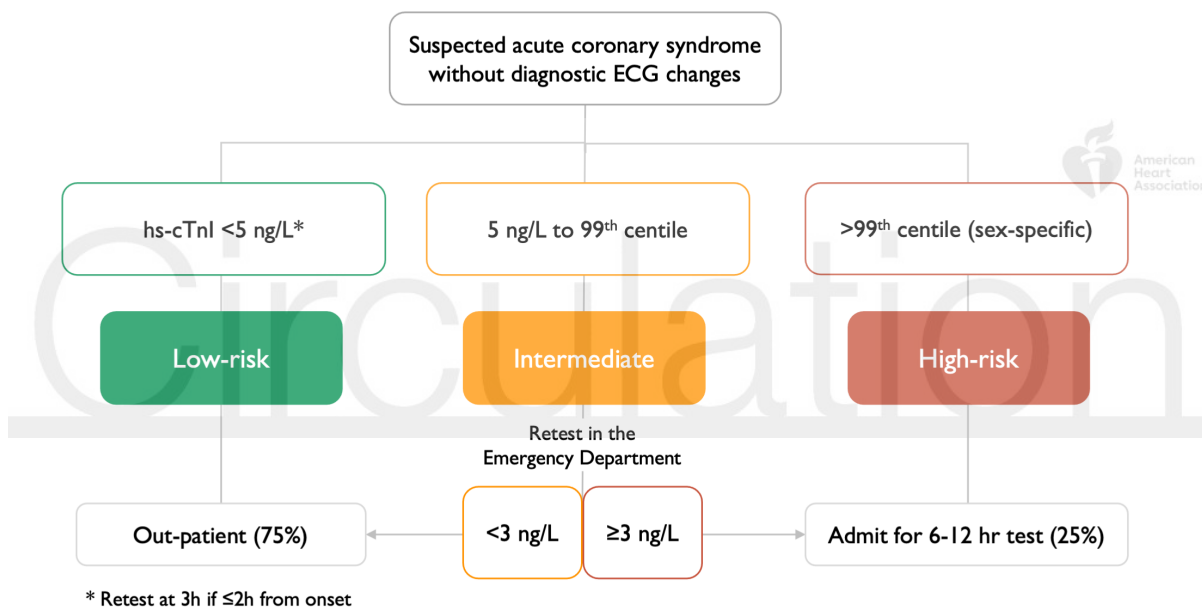 Suspected acute coronary syndrome
without diagnostic ECG changes
American
Heart
Association
hs-cTnI <5 ng/L*
5 ng/L to 99th centile
>99th centile (sex-specific)
Circulation
Low-risk
Intermediate
High-risk
Retest in the
Emergency Department
Out-patient (75%)
<3 ng/L
≥3 ng/L
Admit for 6-12 hr test (25%)
* Retest at 3h if ≤2h from onset